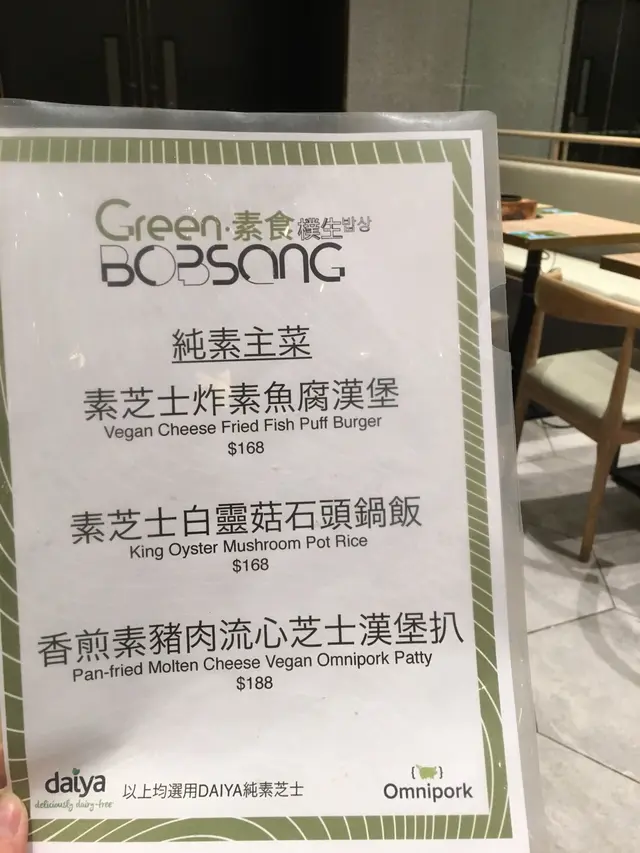 Green·素食樸生밥상
BOBSANG
純素主菜
素芝士炸素魚腐漢堡
Vegan Cheese Fried Fish Puff Burger
$168
素芝士白靈菇石頭鍋飯
King Oyster Mushroom Pot Rice
$168
香煎素豬肉流心芝士漢堡扒
Pan-fried Molten Cheese Vegan Omnipork Patty
$188
daiya
deliciously dairy-free
以上均選用DAIYA純素芝士
Omnipork